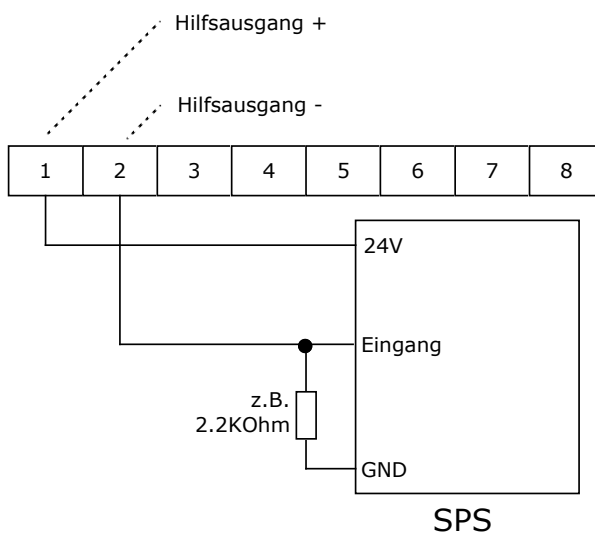 Hilfsausgang +
Hilfsausgang -
1 2 3 4 5 6 7 8
24V
Eingang
z.B.
2.2KOhm
GND
SPS